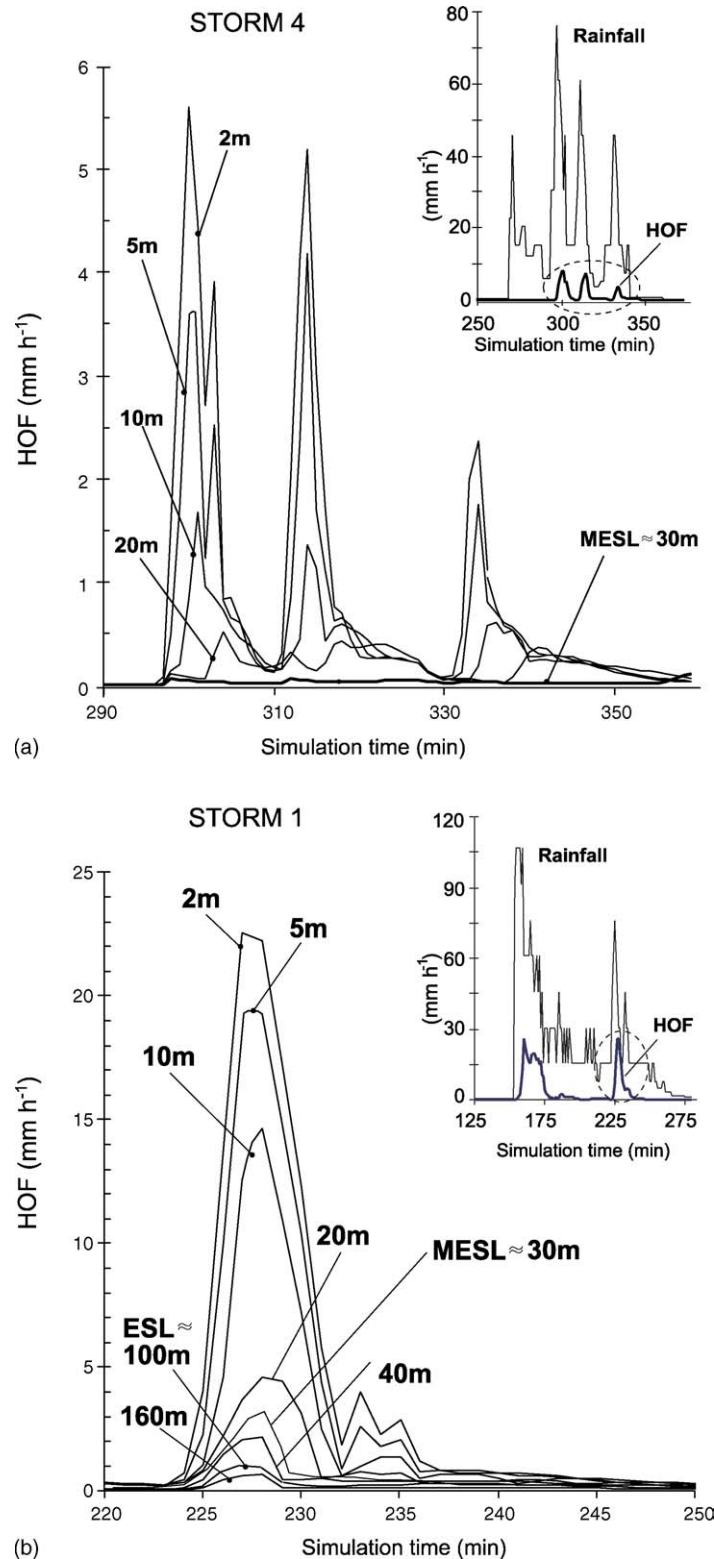 STORM 4
6
5
4
3
2
1
0
HOF (mm h⁻¹)
2m
5m
10m
20m
MESL≈30m
290 310 330 350
Simulation time (min)
80
60
40
20
0
(mm h⁻¹)
Rainfall
HOF
250 300 350
Simulation time (min)
(a)
STORM 1
25
20
15
10
5
0
HOF (mm h⁻¹)
2m
5m
10m
20m
MESL≈30m
ESL≈
100m
40m
160m
220 225 230 235 240 245 250
Simulation time (min)
120
90
60
30
0
(mm h⁻¹)
Rainfall
HOF
125 175 225 275
Simulation time (min)
(b)